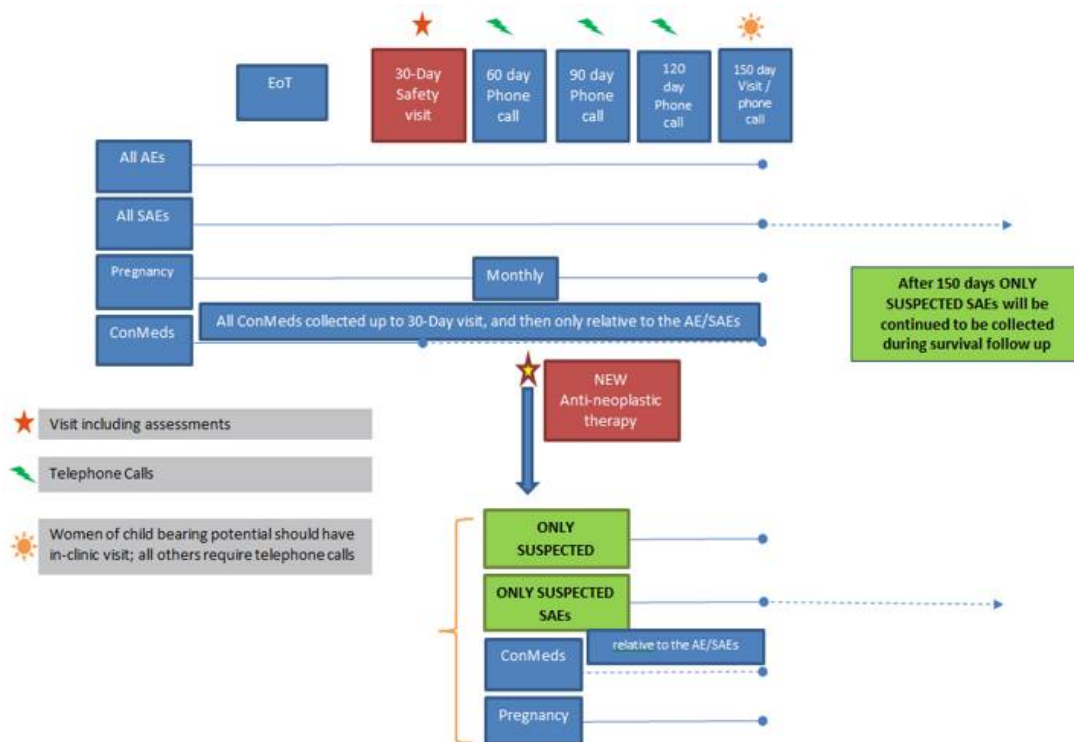 EoT
30-Day
Safety
visit
60 day
Phone
call
90 day
Phone
call
120
day
Phone
call
150 day
Visit /
phone
call
All AEs
All SAEs
Pregnancy
Monthly
ConMeds
All ConMeds collected up to 30-Day visit, and then only relative to the AE/SAEs
After 150 days ONLY
SUSPECTED SAEs will be
continued to be collected
during survival follow up
NEW
Anti-neoplastic
therapy
Visit including assessments
Telephone Calls
Women of child bearing potential should have
in-clinic visit; all others require telephone calls
ONLY
SUSPECTED
ONLY SUSPECTED
SAEs
ConMeds
relative to the AE/SAEs
Pregnancy